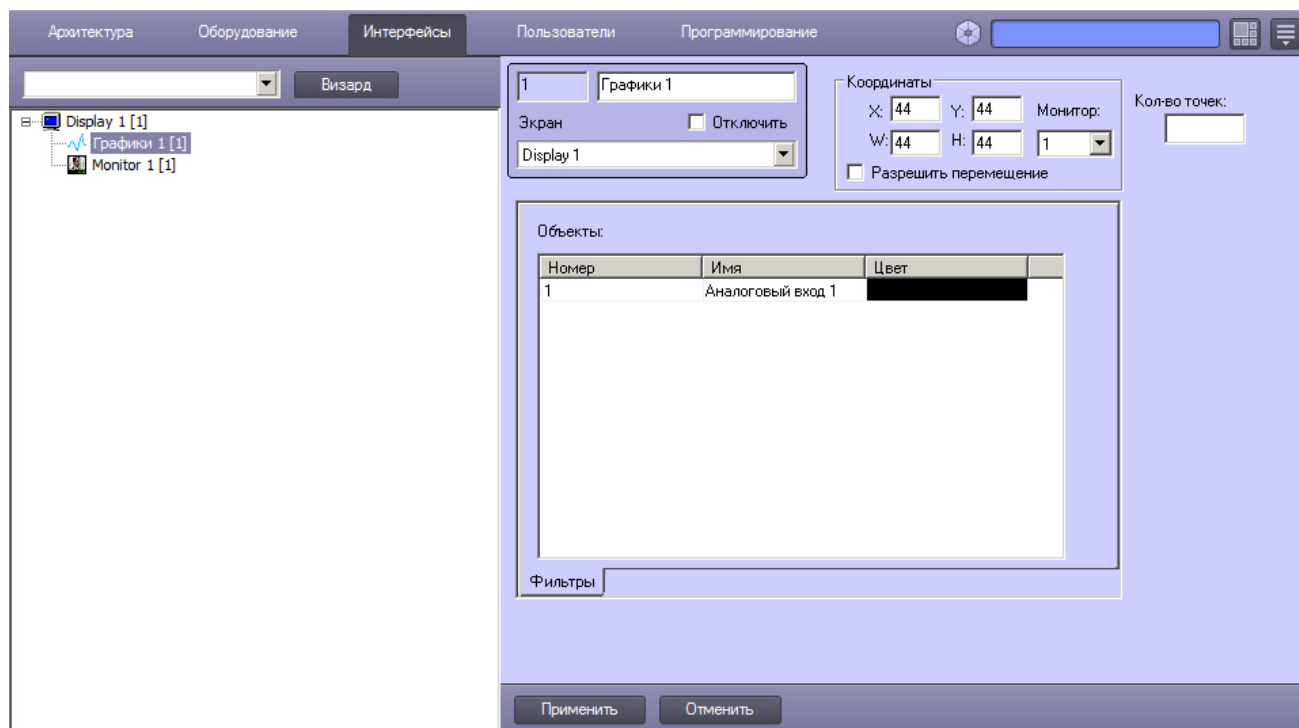 Архитектура Оборудование Интерфейсы Пользователи Программирование
Визард
Display 1 [1]
Графики 1 [1]
Monitor 1 [1]
1 Графики 1
Экран Отключить
Display 1
Координаты
X: 44 Y: 44 Монитор:
W: 44 H: 44 1
Разрешить перемещение
Кол-во точек:
Объекты:
Номер Имя Цвет
1 Аналоговый вход 1
Фильтры
Применить Отменить